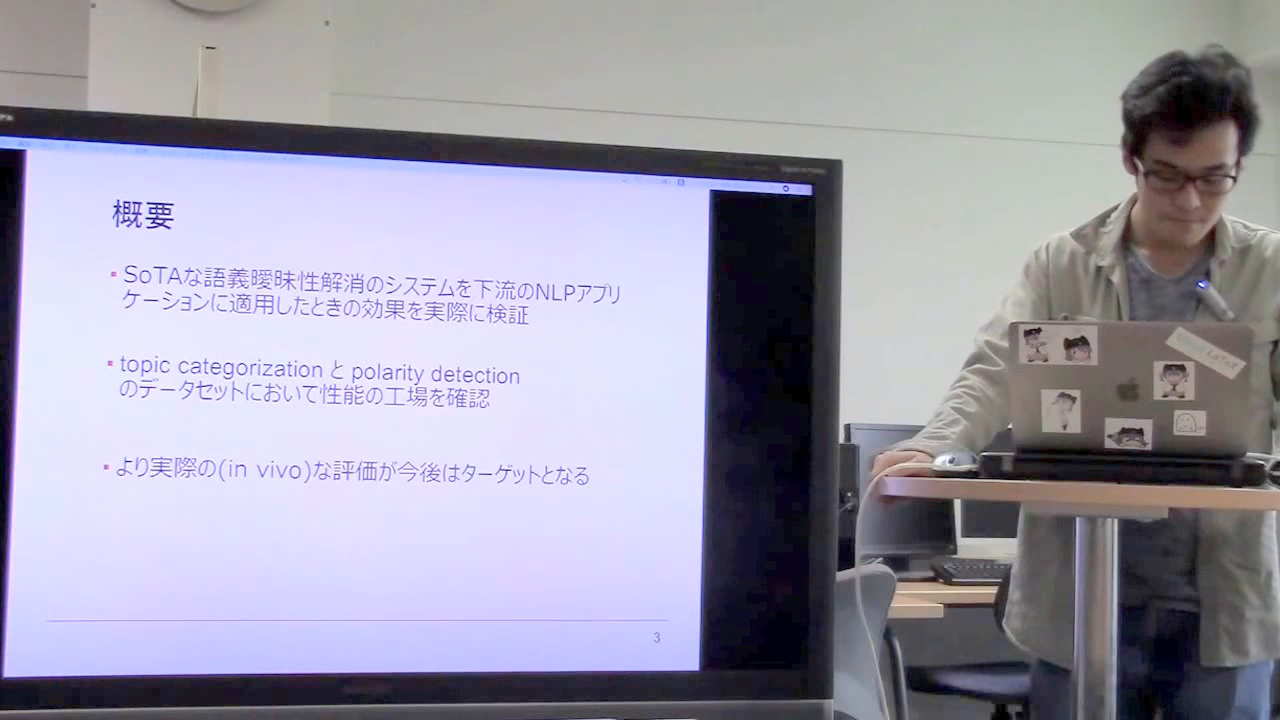 概要
SoTAな語義曖昧性解消のシステムを下流のNLPアプリ
ケーションに適用したときの効果を実際に検証
topic categorization と polarity detection
のデータセットにおいて性能の工場を確認
より実際の(in vivo)な評価が今後はターゲットとなる
3